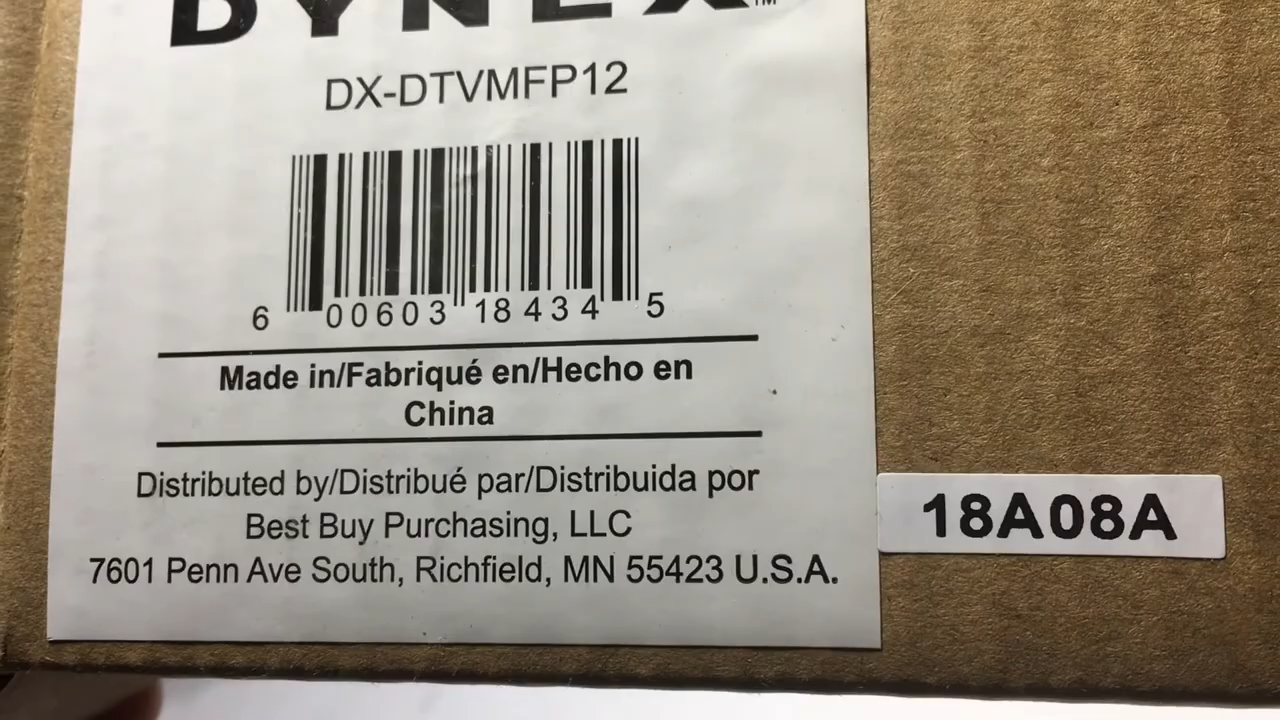 DYNEX™
DX-DTVMFP12
6 00603 18434 5
Made in/Fabriqué en/Hecho en
China
Distributed by/Distribué par/Distribuida por
Best Buy Purchasing, LLC
7601 Penn Ave South, Richfield, MN 55423 U.S.A.
18A08A